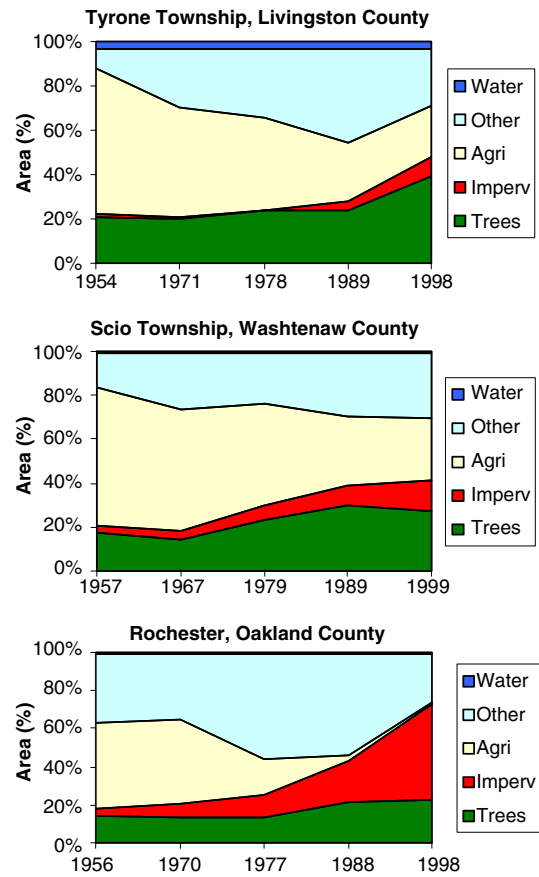 Tyrone Township, Livingston County
100%
80%
60%
40%
20%
0%
Area (%)
1954 1971 1978 1989 1998
Water
Other
Agri
Imperv
Trees
Scio Township, Washtenaw County
100%
80%
60%
40%
20%
0%
Area (%)
1957 1967 1979 1989 1999
Water
Other
Agri
Imperv
Trees
Rochester, Oakland County
100%
80%
60%
40%
20%
0%
Area (%)
1956 1970 1977 1988 1998
Water
Other
Agri
Imperv
Trees